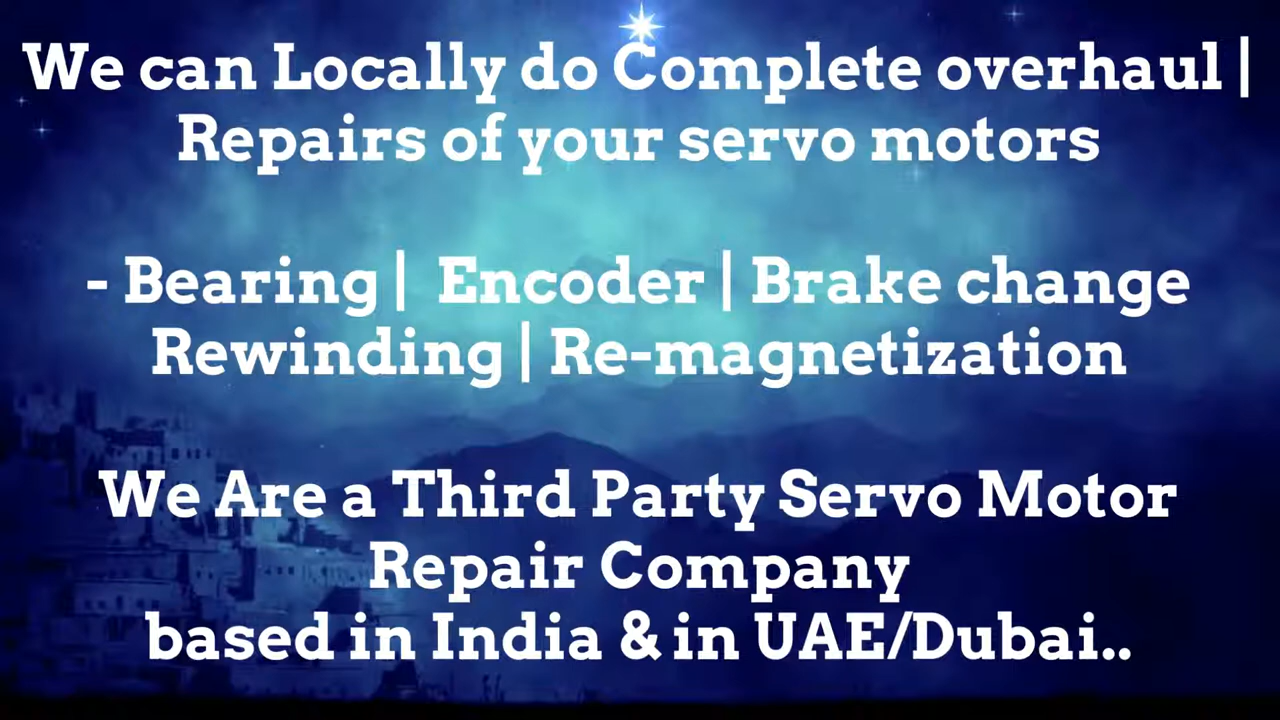 We can Locally do Complete overhaul |
Repairs of your servo motors
- Bearing | Encoder | Brake change
Rewinding | Re-magnetization
We Are a Third Party Servo Motor
Repair Company
based in India & in UAE/Dubai..